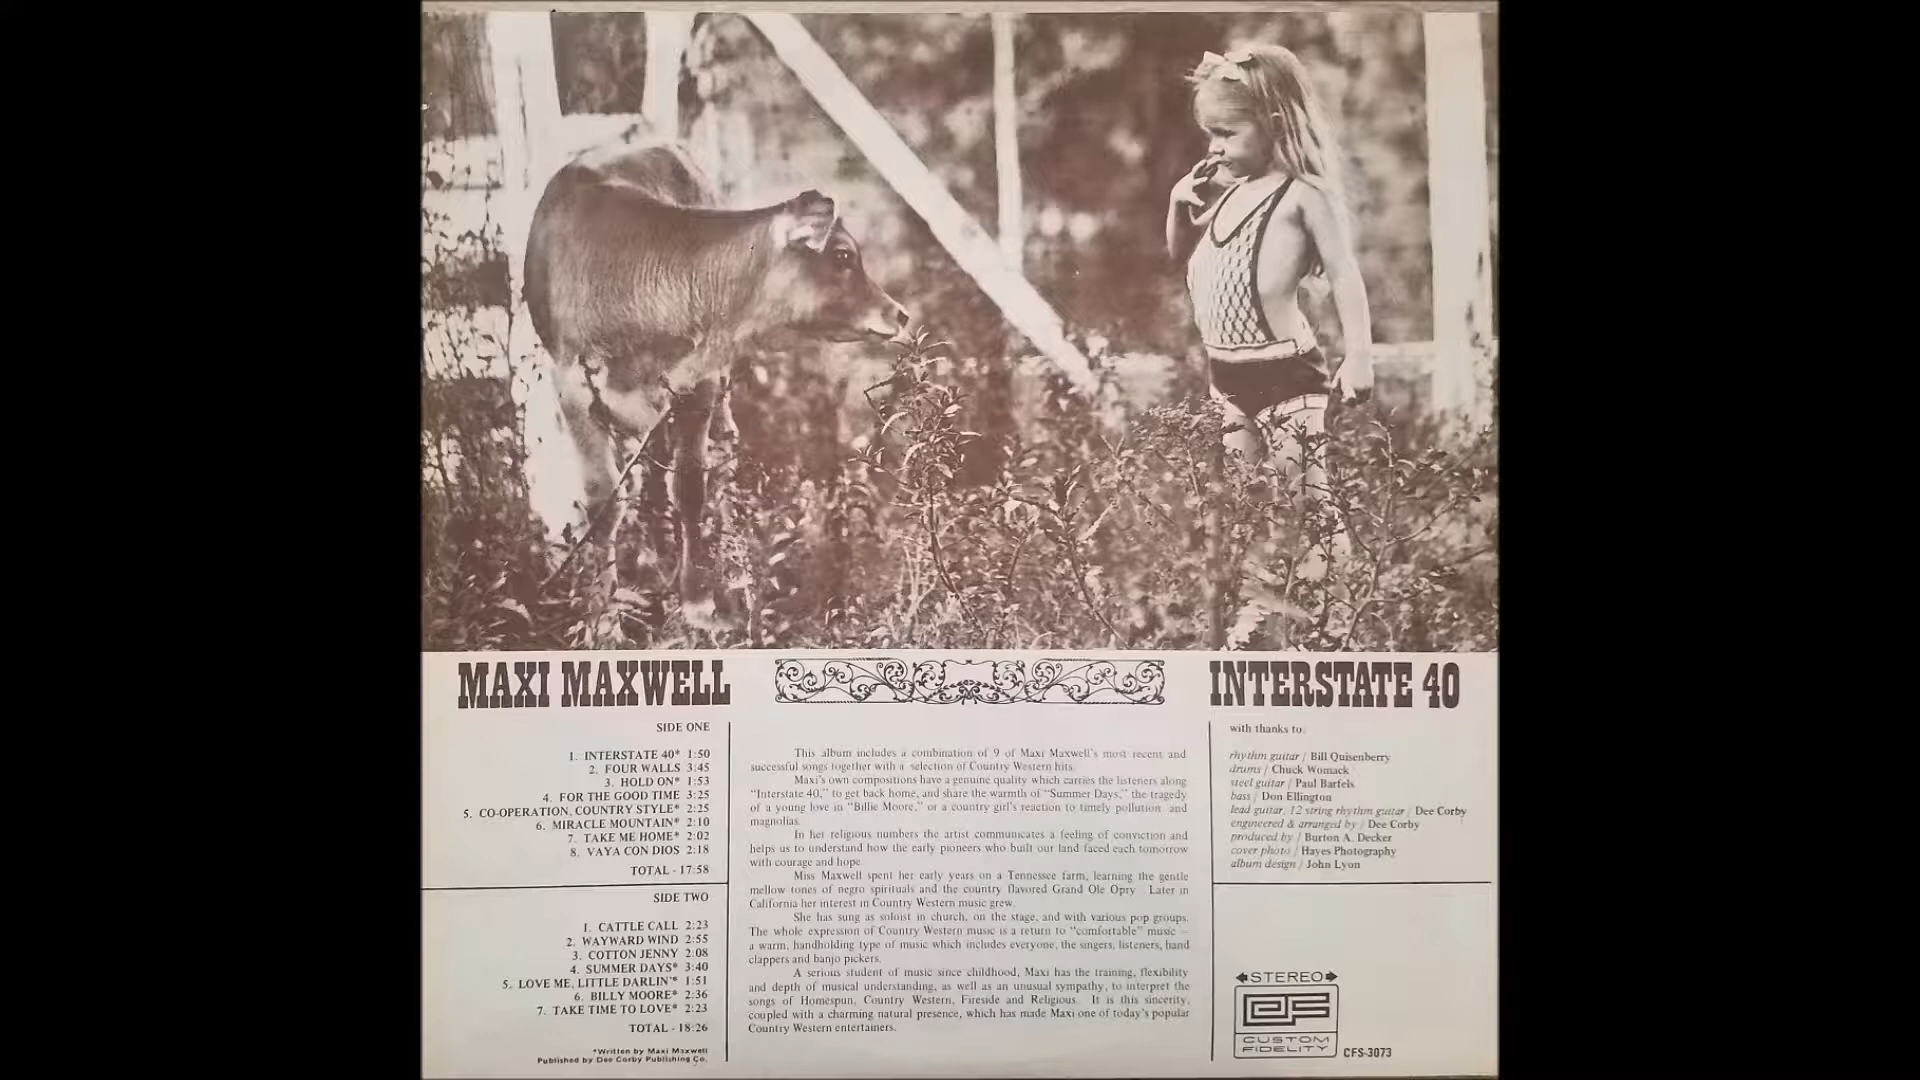 MAXI MAXWELL
INTERSTATE 40
SIDE ONE
1. INTERSTATE 40* 1:50
2. FOUR WALLS 3:45
3. HOLD ON* 1:53
4. FOR THE GOOD TIME 3:25
5. CO-OPERATION, COUNTRY STYLE* 2:25
6. MIRACLE MOUNTAIN* 2:10
7. TAKE ME HOME* 2:02
8. VAYA CON DIOS 2:18
TOTAL - 17:58
SIDE TWO
1. CATTLE CALL 2:23
2. WAYWARD WIND 2:55
3. COTTON JENNY 2:08
4. SUMMER DAYS* 3:40
5. LOVE ME, LITTLE DARLIN'* 1:51
6. BILLY MOORE* 2:36
7. TAKE TIME TO LOVE* 2:23
TOTAL - 18:26
*Written by Maxi Maxwell
Published by Dee Corby Publishing Co.
This album includes a combination of 9 of Maxi Maxwell's most recent and
successful songs together with a selection of Country Western hits.
Maxi's own compositions have a genuine quality which carries the listeners along
"Interstate 40," to get back home, and share the warmth of "Summer Days," the tragedy
of a young love in "Billie Moore," or a country girl's reaction to timely pollution and
magnolias.
In her religious numbers the artist communicates a feeling of conviction and
helps us to understand how the early pioneers who built our land faced each tomorrow
with courage and hope.
Miss Maxwell spent her early years on a Tennessee farm, learning the gentle
mellow tones of negro spirituals and the country flavored Grand Ole Opry. Later in
California her interest in Country Western music grew.
She has sung as soloist in church, on the stage, and with various pop groups.
The whole expression of Country Western music is a return to "comfortable" music —
a warm, handholding type of music which includes everyone, the singers, listeners, hand
clappers and banjo pickers.
A serious student of music since childhood, Maxi has the training, flexibility
and depth of musical understanding, as well as an unusual sympathy, to interpret the
songs of Homespun, Country Western, Fireside and Religious. It is this sincerity,
coupled with a charming natural presence, which has made Maxi one of today's popular
Country Western entertainers.
with thanks to:
rhythm guitar / Bill Quisenberry
drums / Chuck Womack
steel guitar / Paul Barfels
bass / Don Ellington
lead guitar, 12 string rhythm guitar / Dee Corby
engineered & arranged by / Dee Corby
produced by / Burton A. Decker
cover photo / Hayes Photography
album design / John Lyon
STEREO
CF
CUSTOM
FIDELITY
CFS-3073